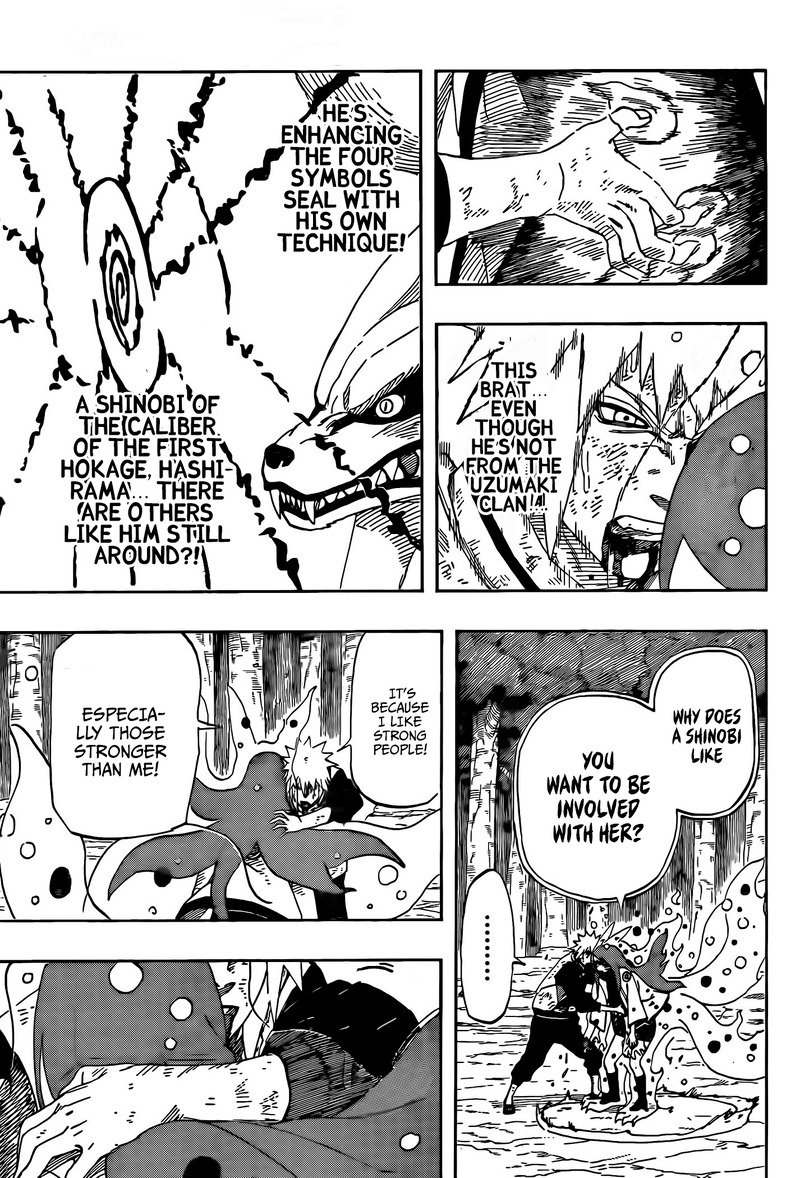 THIS
BRAT...
EVEN
THOUGH
HE'S NOT
FROM THE
UZUMAKI
CLAN!!
HE'S
ENHANCING
THE FOUR
SYMBOLS
SEAL WITH
HIS OWN
TECHNIQUE!
A SHINOBI OF
THE CALIBER
OF THE FIRST
HOKAGE, HASHI-
RAMA... THERE
ARE OTHERS
LIKE HIM STILL
AROUND?!
WHY DOES
A SHINOBI
LIKE
YOU
WANT TO BE
INVOLVED
WITH HER?
.........
IT'S
BECAUSE
I LIKE
STRONG
PEOPLE!
ESPECIA-
LLY THOSE
STRONGER
THAN ME!